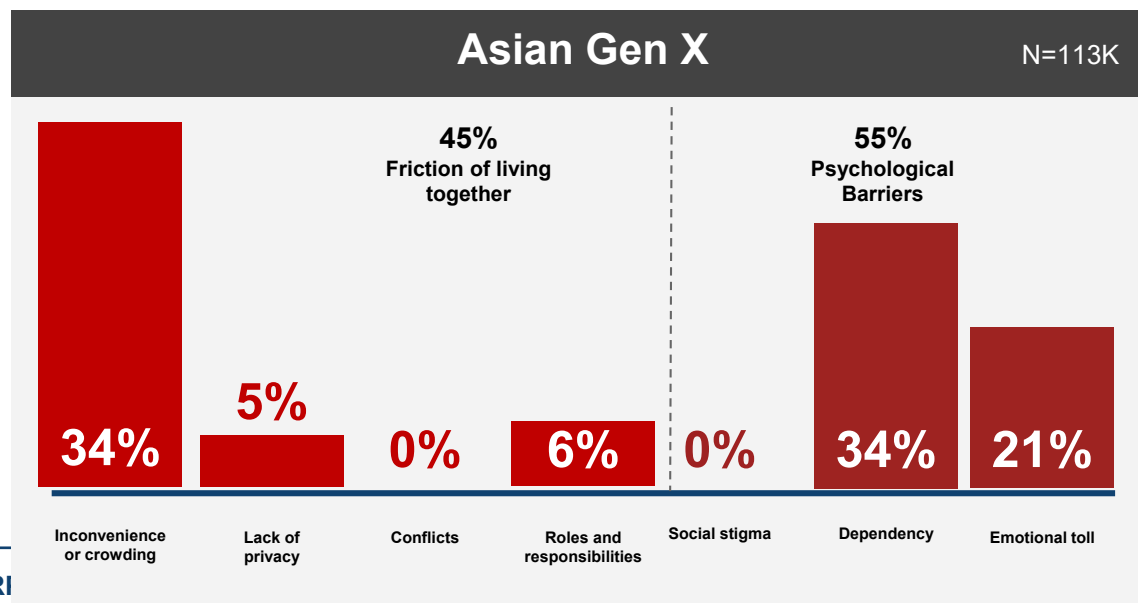 Asian Gen X
N=113K
45%
Friction of living
together
55%
Psychological
Barriers
34%
5%
0%
6%
0%
34%
21%
Inconvenience
or crowding
Lack of
privacy
Conflicts
Roles and
responsibilities
Social stigma
Dependency
Emotional toll